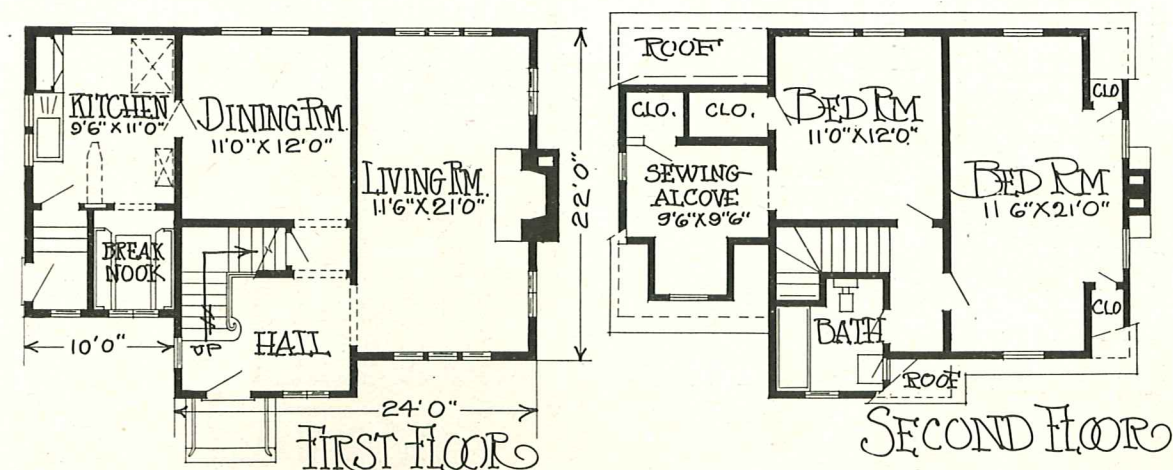 KITCHEN
9'6" X 11'0"
DINING RM.
11'0" X 12'0"
LIVING RM.
11'6" X 21'0"
22'0"
BREAK
NOOK
UP
HALL
10'0"
24'0"
FIRST FLOOR
ROOF
CLO.
CLO.
BED RM
11'0" X 12'0"
CLO
SEWING
ALCOVE
9'6" X 9'6"
BED RM
11 6" X 21'0"
CLO
BATH
ROOF
SECOND FLOOR